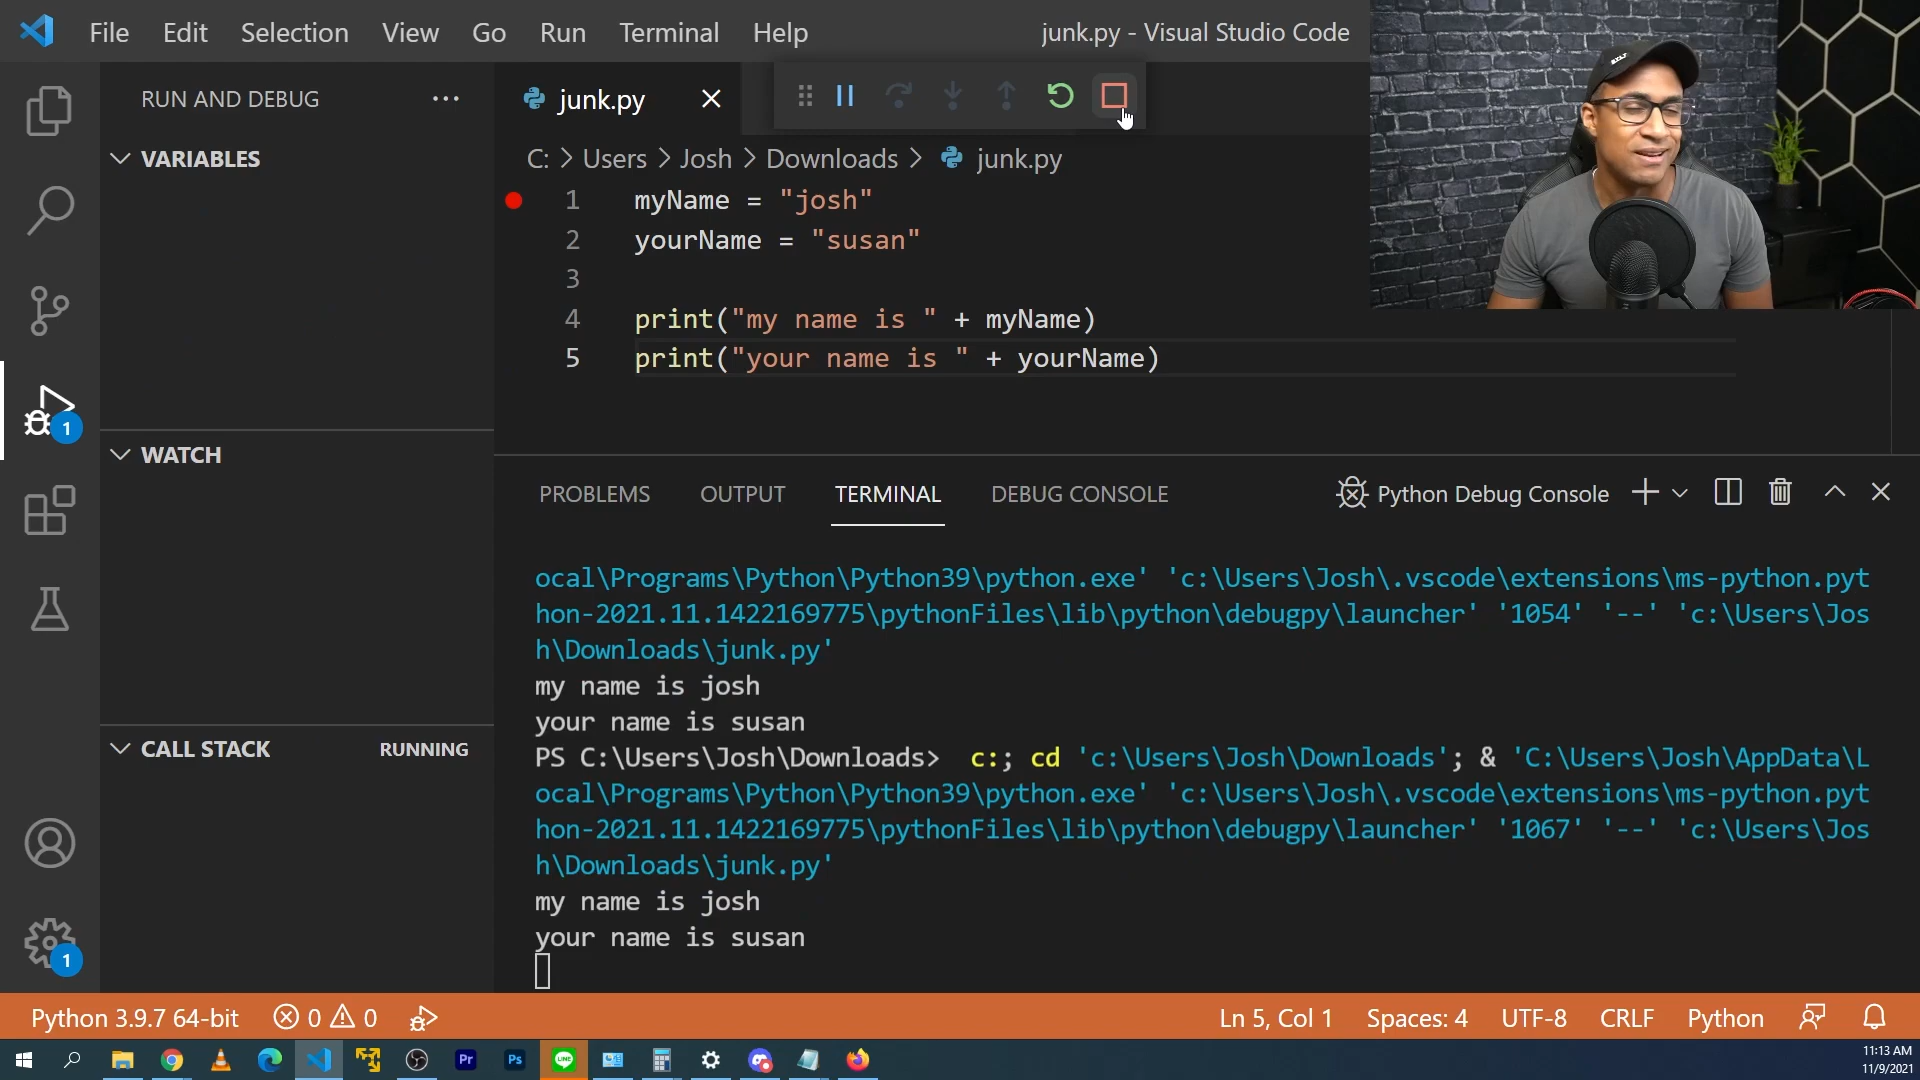 File Edit Selection View Go Run Terminal Help
junk.py - Visual Studio Code
RUN AND DEBUG
VARIABLES
WATCH
CALL STACK RUNNING
1
1
junk.py
C: > Users > Josh > Downloads > junk.py
1 myName = "josh"
2 yourName = "susan"
3
4 print("my name is " + myName)
5 print("your name is " + yourName)
PROBLEMS OUTPUT TERMINAL DEBUG CONSOLE Python Debug Console
ocal\Programs\Python\Python39\python.exe' 'c:\Users\Josh\.vscode\extensions\ms-python.pyt
hon-2021.11.1422169775\pythonFiles\lib\python\debugpy\launcher' '1054' '--' 'c:\Users\Jos
h\Downloads\junk.py'
my name is josh
your name is susan
PS C:\Users\Josh\Downloads>  c:; cd 'c:\Users\Josh\Downloads'; & 'C:\Users\Josh\AppData\L
ocal\Programs\Python\Python39\python.exe' 'c:\Users\Josh\.vscode\extensions\ms-python.pyt
hon-2021.11.1422169775\pythonFiles\lib\python\debugpy\launcher' '1067' '--' 'c:\Users\Jos
h\Downloads\junk.py'
my name is josh
your name is susan
Python 3.9.7 64-bit 0 0 Ln 5, Col 1 Spaces: 4 UTF-8 CRLF Python
Pr Ps LINE
11:13 AM
11/9/2021